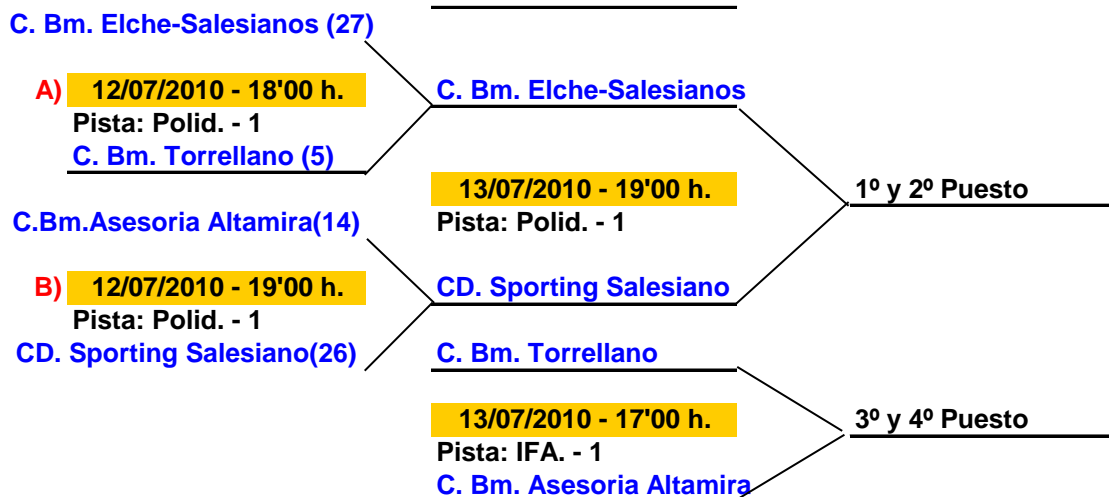 C. Bm. Elche-Salesianos (27)
A) 12/07/2010 - 18'00 h.
Pista: Polid. - 1
C. Bm. Torrellano (5)
C. Bm. Elche-Salesianos
13/07/2010 - 19'00 h.
Pista: Polid. - 1
1º y 2º Puesto
C.Bm.Asesoria Altamira(14)
B) 12/07/2010 - 19'00 h.
Pista: Polid. - 1
CD. Sporting Salesiano(26)
CD. Sporting Salesiano
C. Bm. Torrellano
13/07/2010 - 17'00 h.
Pista: IFA. - 1
C. Bm. Asesoria Altamira
3º y 4º Puesto